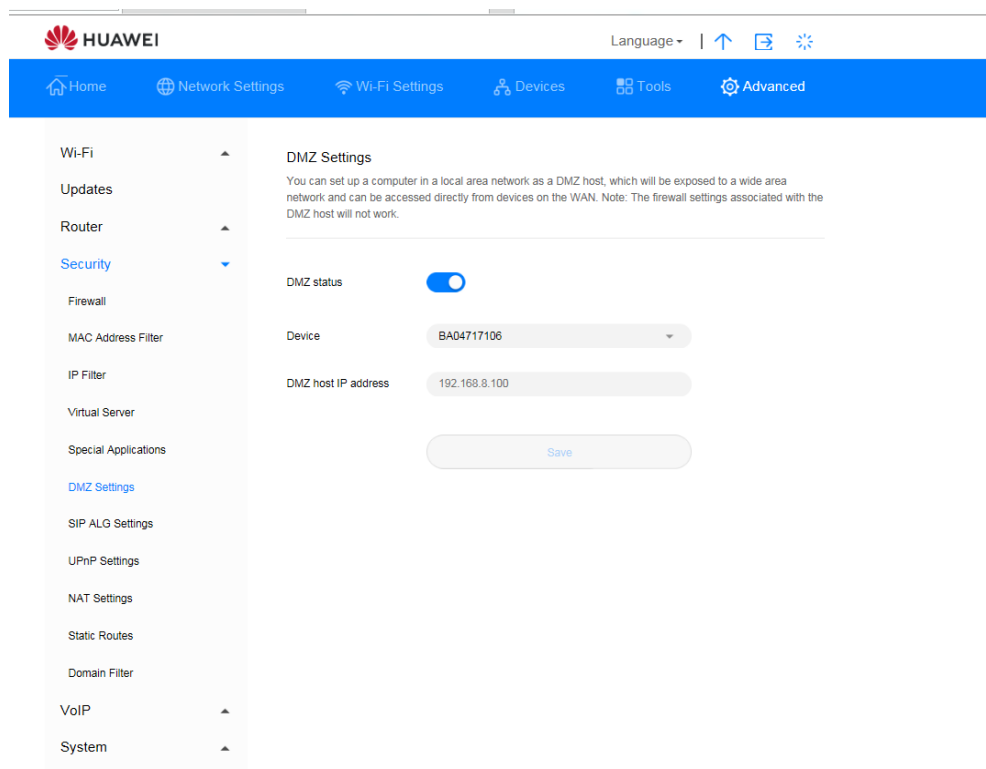 HUAWEI
Language
Home
Network Settings
Wi-Fi Settings
Devices
Tools
Advanced
Wi-Fi
Updates
Router
Security
Firewall
MAC Address Filter
IP Filter
Virtual Server
Special Applications
DMZ Settings
SIP ALG Settings
UPnP Settings
NAT Settings
Static Routes
Domain Filter
VoIP
System
DMZ Settings
You can set up a computer in a local area network as a DMZ host, which will be exposed to a wide area
network and can be accessed directly from devices on the WAN. Note: The firewall settings associated with the
DMZ host will not work.
DMZ status
Device
BA04717106
DMZ host IP address
192.168.8.100
Save